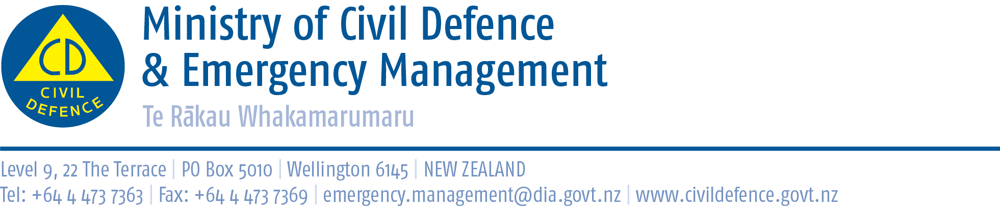 CD
CIVIL
DEFENCE
Ministry of Civil Defence
& Emergency Management
Te Rākau Whakamarumaru
Level 9, 22 The Terrace | PO Box 5010 | Wellington 6145 | NEW ZEALAND
Tel: +64 4 473 7363 | Fax: +64 4 473 7369 | emergency.management@dia.govt.nz | www.civildefence.govt.nz